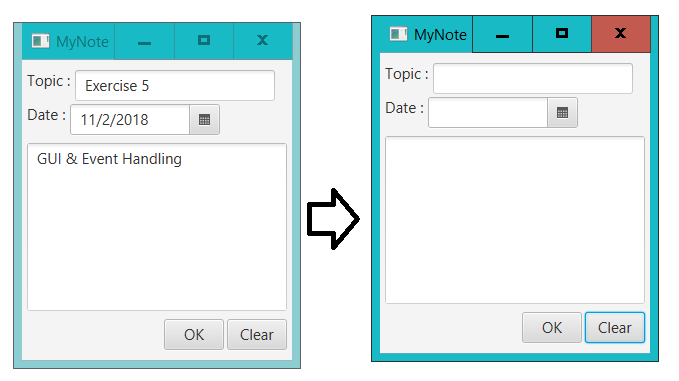 MyNote
Topic : Exercise 5
Date : 11/2/2018
GUI & Event Handling
OK Clear
MyNote
Topic :
Date :
OK Clear